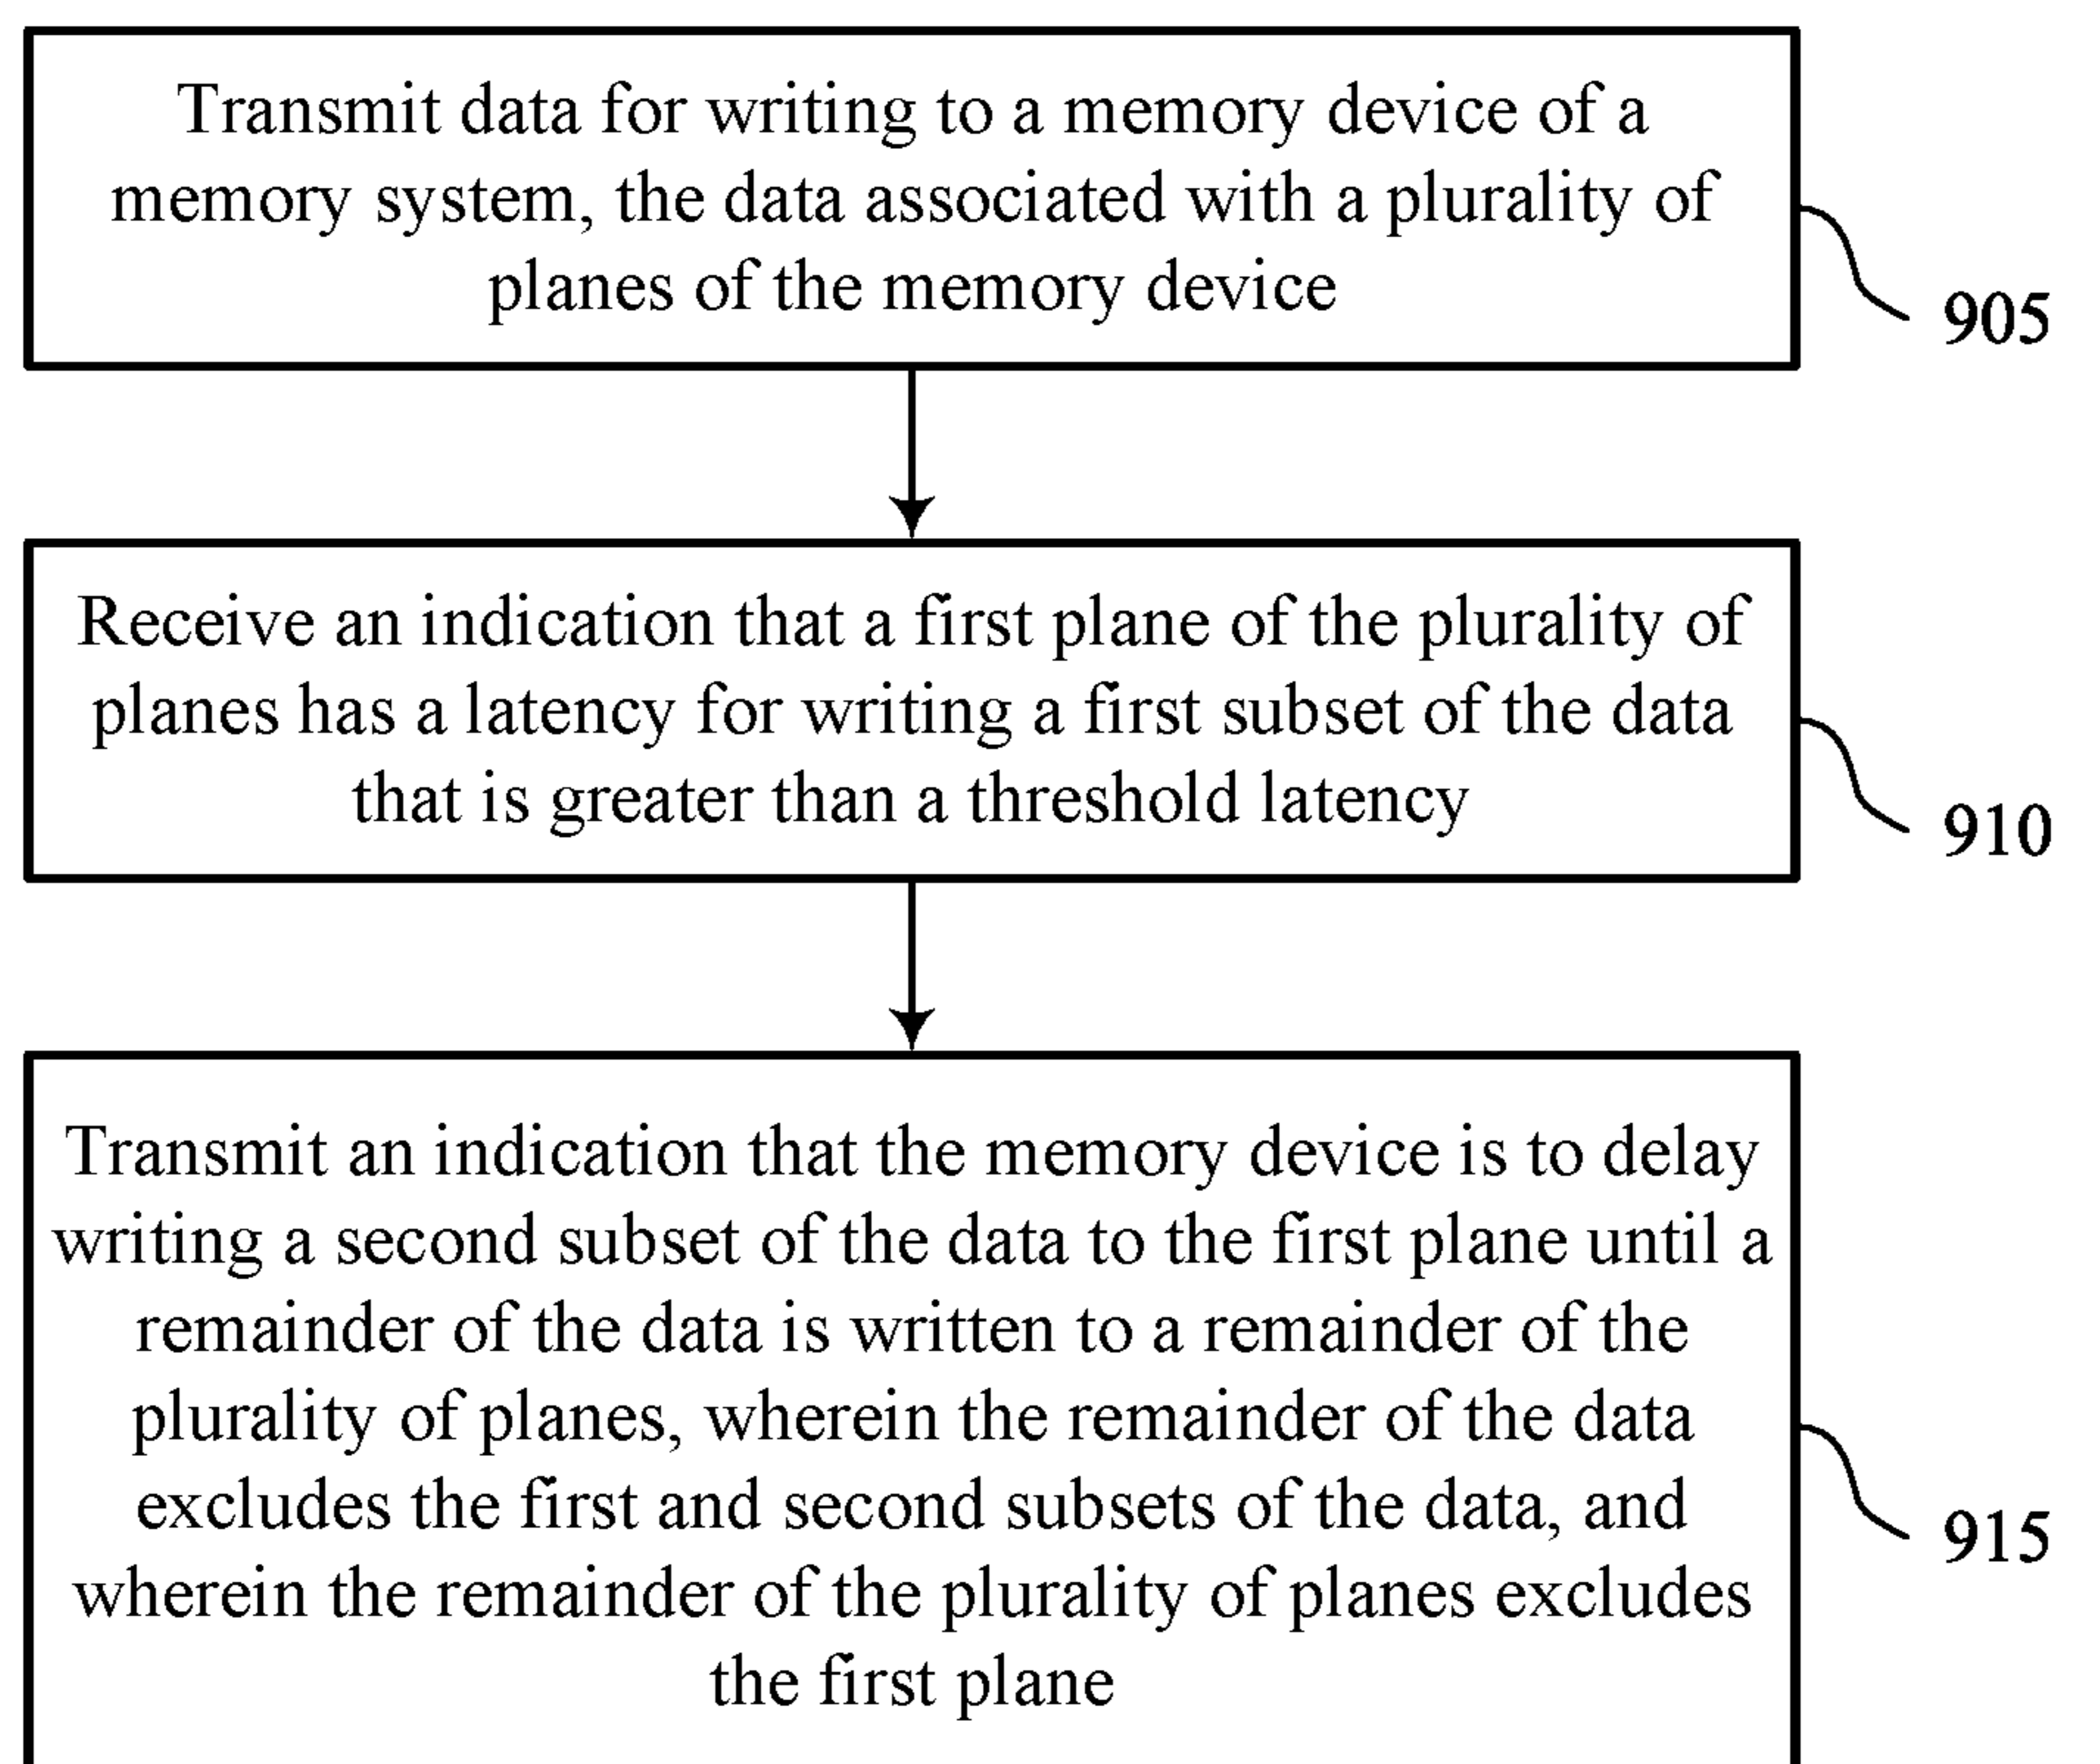 Transmit data for writing to a memory device of a
memory system, the data associated with a plurality of
planes of the memory device
905
Receive an indication that a first plane of the plurality of
planes has a latency for writing a first subset of the data
that is greater than a threshold latency
910
Transmit an indication that the memory device is to delay
writing a second subset of the data to the first plane until a
remainder of the data is written to a remainder of the
plurality of planes, wherein the remainder of the data
excludes the first and second subsets of the data, and
wherein the remainder of the plurality of planes excludes
the first plane
915